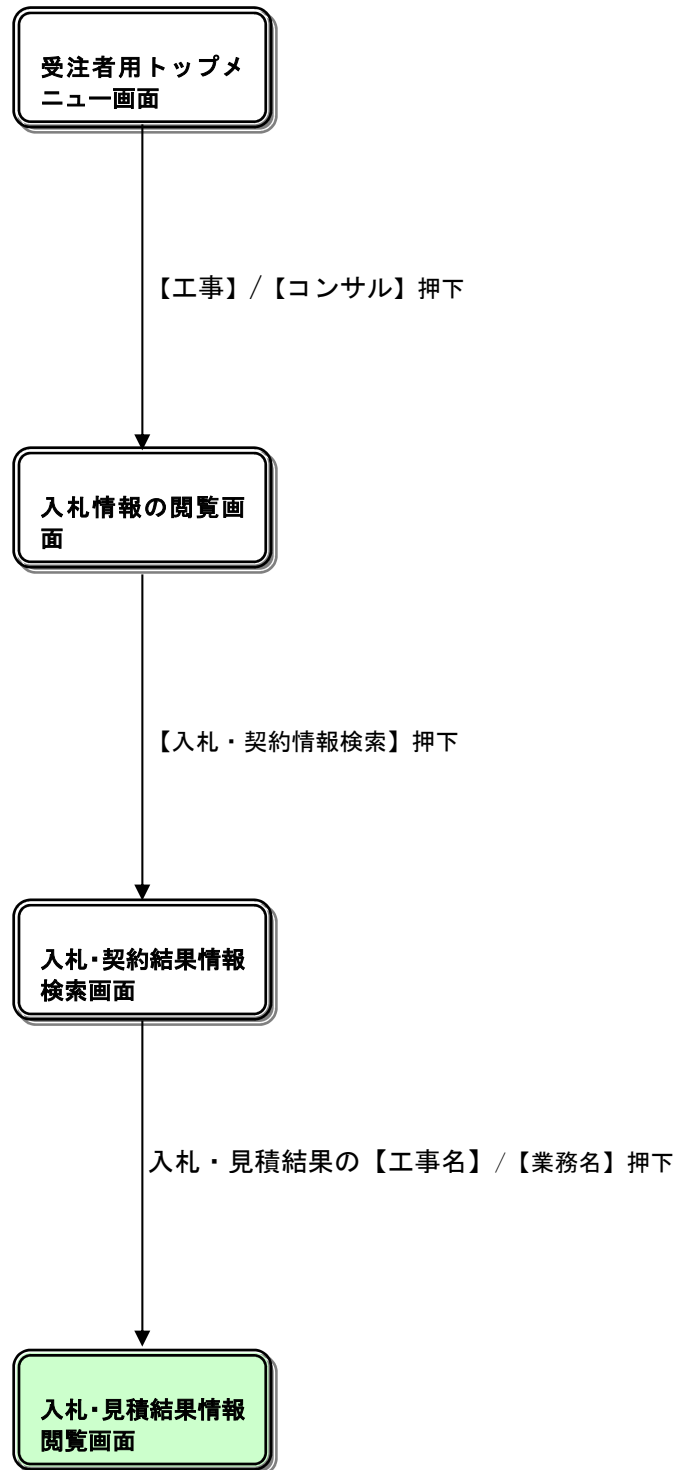 受注者用トップメ
ニュー画面
【工事】/【コンサル】押下
入札情報の閲覧画
面
【入札・契約情報検索】押下
入札・契約結果情報
検索画面
入札・見積結果の【工事名】/【業務名】押下
入札・見積結果情報
閲覧画面